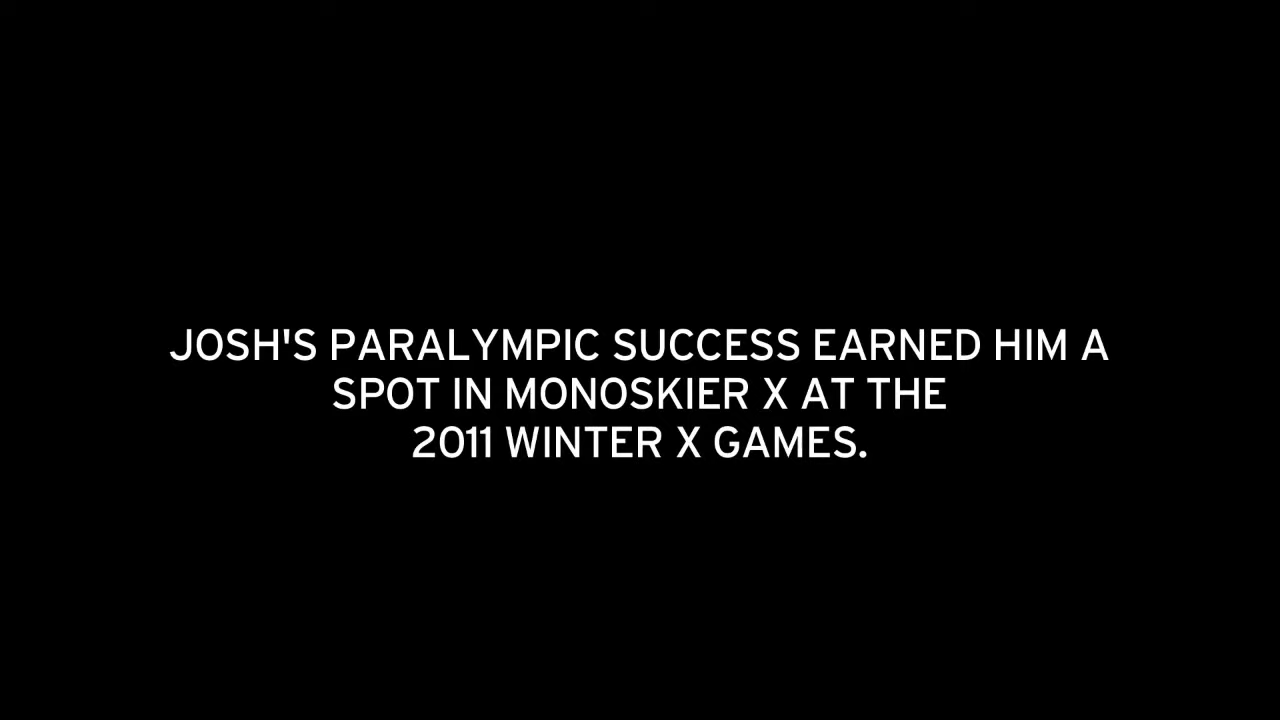 JOSH'S PARALYMPIC SUCCESS EARNED HIM A
SPOT IN MONOSKIER X AT THE
2011 WINTER X GAMES.